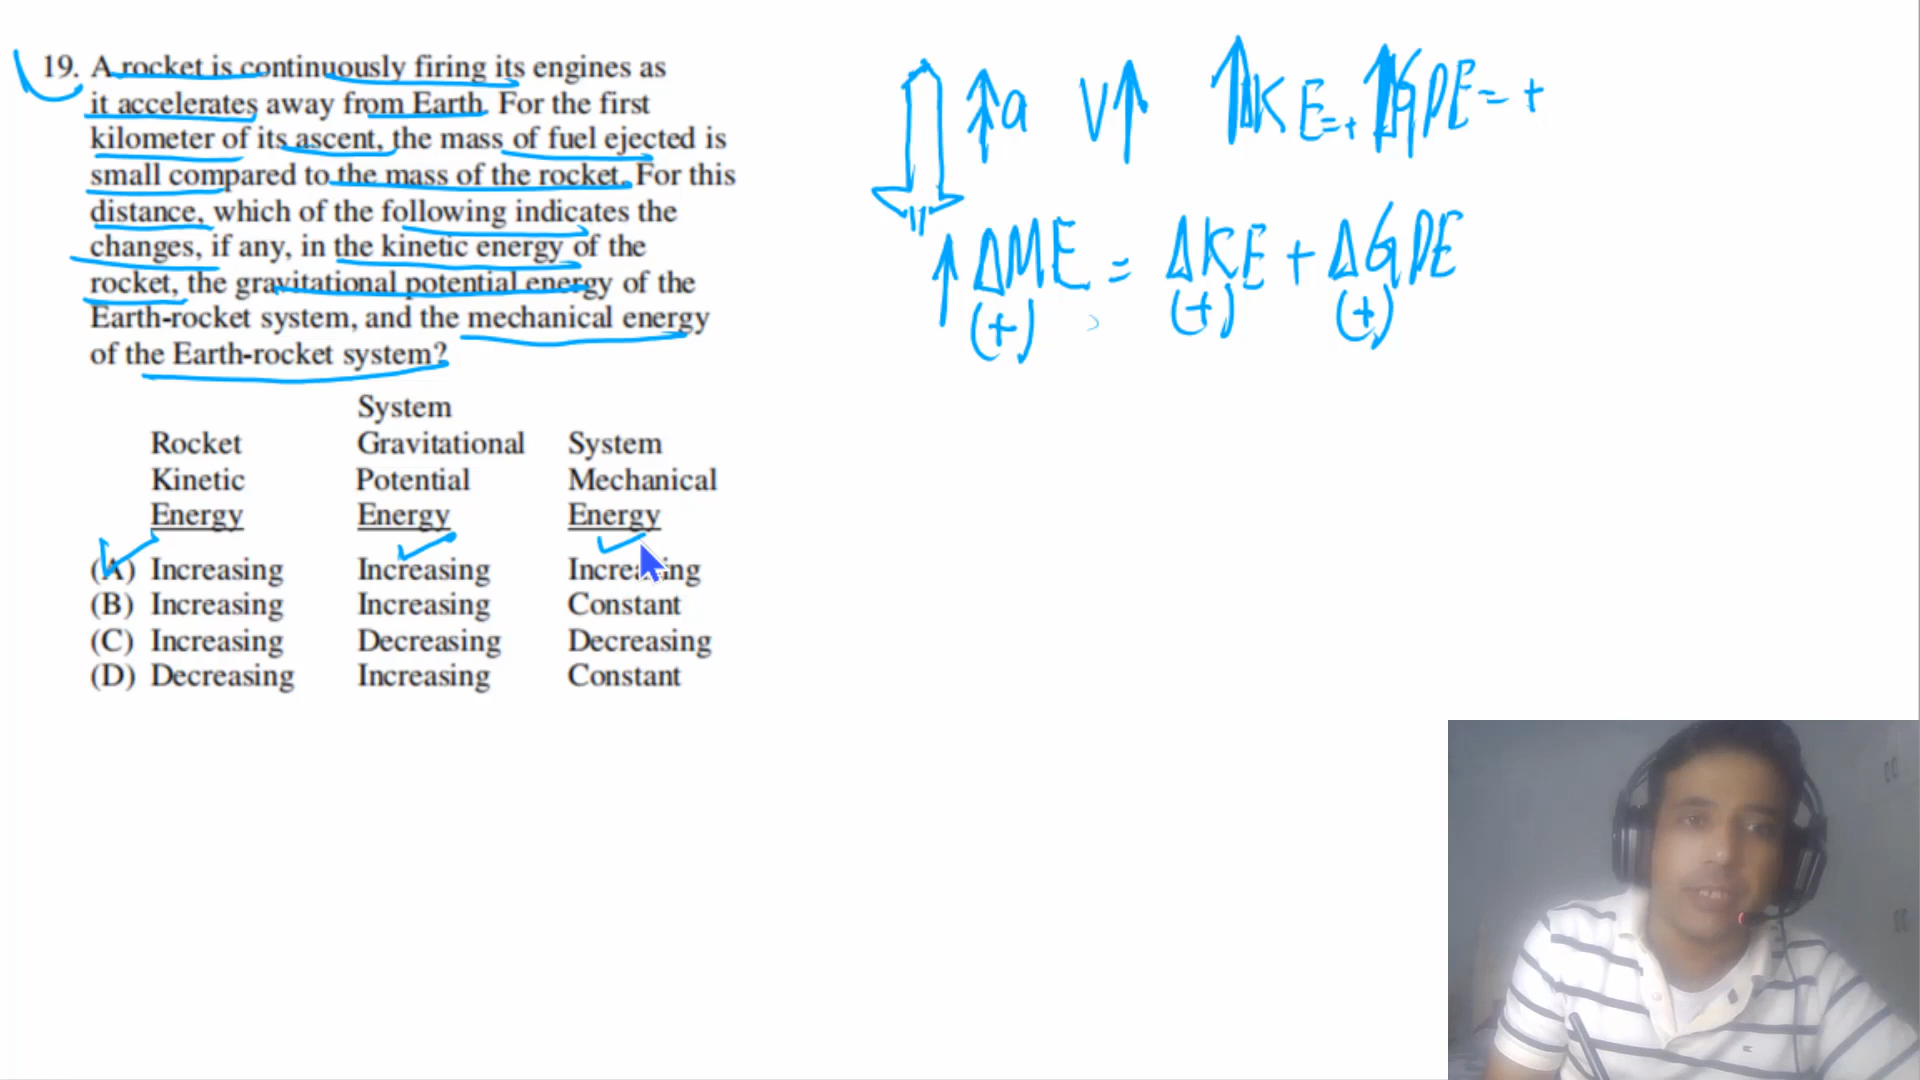 19. A rocket is continuously firing its engines as
it accelerates away from Earth. For the first
kilometer of its ascent, the mass of fuel ejected is
small compared to the mass of the rocket. For this
distance, which of the following indicates the
changes, if any, in the kinetic energy of the
rocket, the gravitational potential energy of the
Earth-rocket system, and the mechanical energy
of the Earth-rocket system?
System
Rocket Gravitational System
Kinetic Potential Mechanical
Energy Energy Energy
(A) Increasing Increasing Increasing
(B) Increasing Increasing Constant
(C) Increasing Decreasing Decreasing
(D) Decreasing Increasing Constant
↑a V↑ ↑ΔKE=+ ↑ΔGPE=+
↑ΔME = ΔKE + ΔGPE
(+) (+) (+)